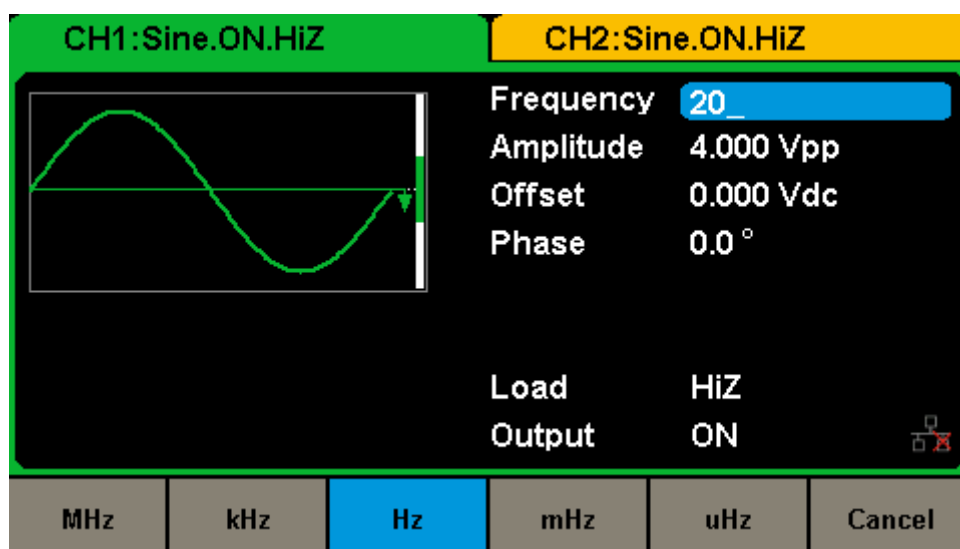 CH1:Sine.ON.HiZ CH2:Sine.ON.HiZ
Frequency 20_
Amplitude 4.000 Vpp
Offset 0.000 Vdc
Phase 0.0 °
Load HiZ
Output ON
MHz kHz Hz mHz uHz Cancel